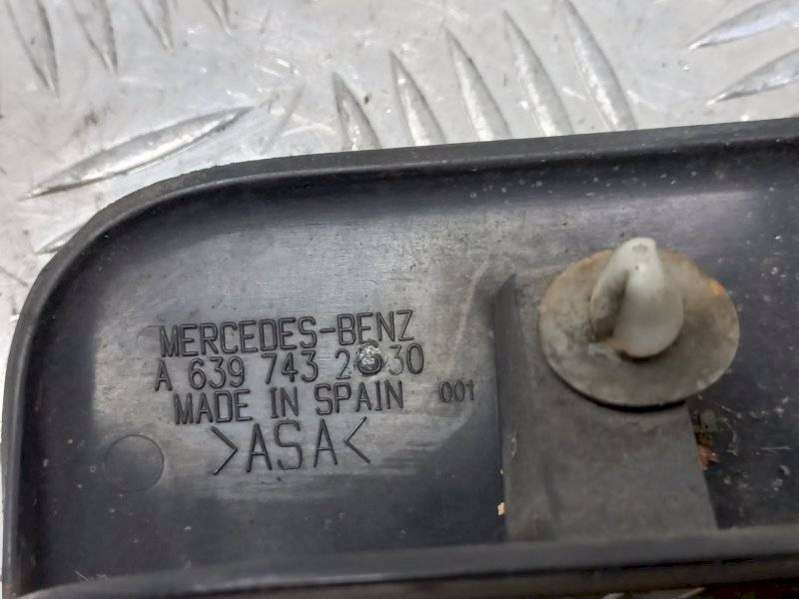 MERCEDES-BENZ
A 639 743
MADE IN SPAIN 001
>ASA<